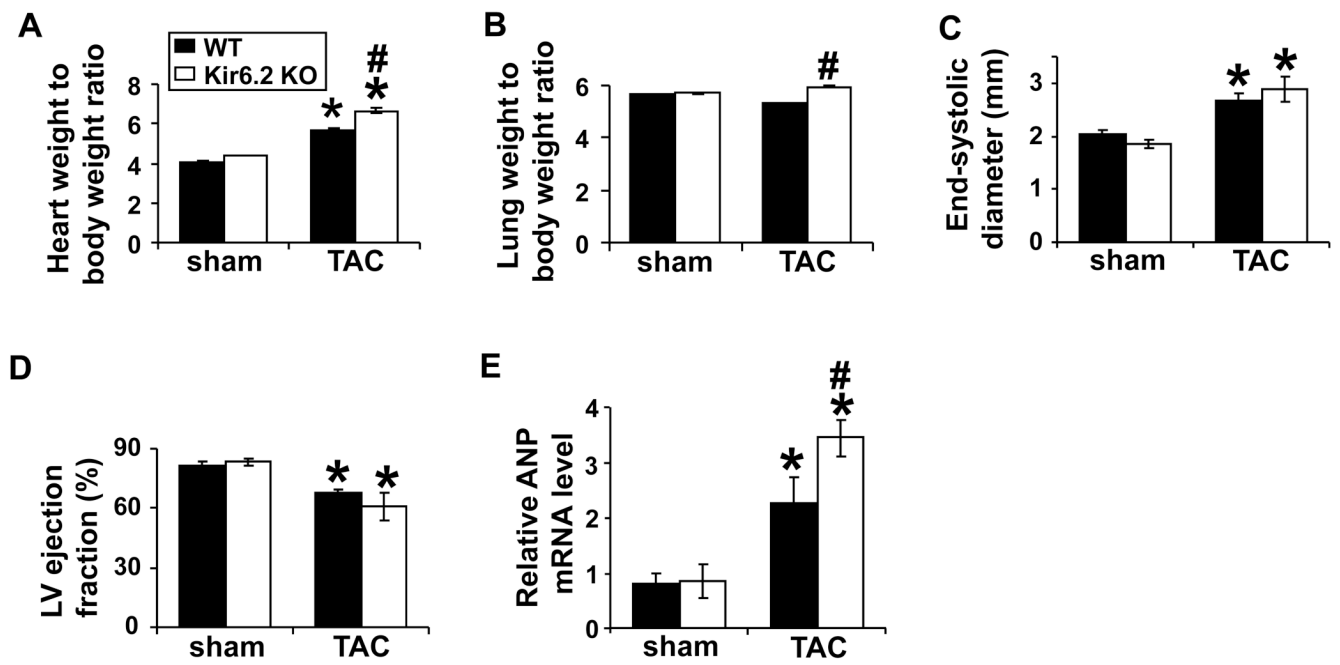 A
WT
Kir6.2 KO
Heart weight to
body weight ratio
8
6
4
2
0
*
#
*
sham
TAC
B
Lung weight to
body weight ratio
6
4
2
0
#
sham
TAC
C
End-systolic
diameter (mm)
3
2
1
0
*
*
sham
TAC
D
LV ejection
fraction (%)
90
60
30
0
*
*
sham
TAC
E
Relative ANP
mRNA level
4
3
2
1
0
*
#
*
sham
TAC